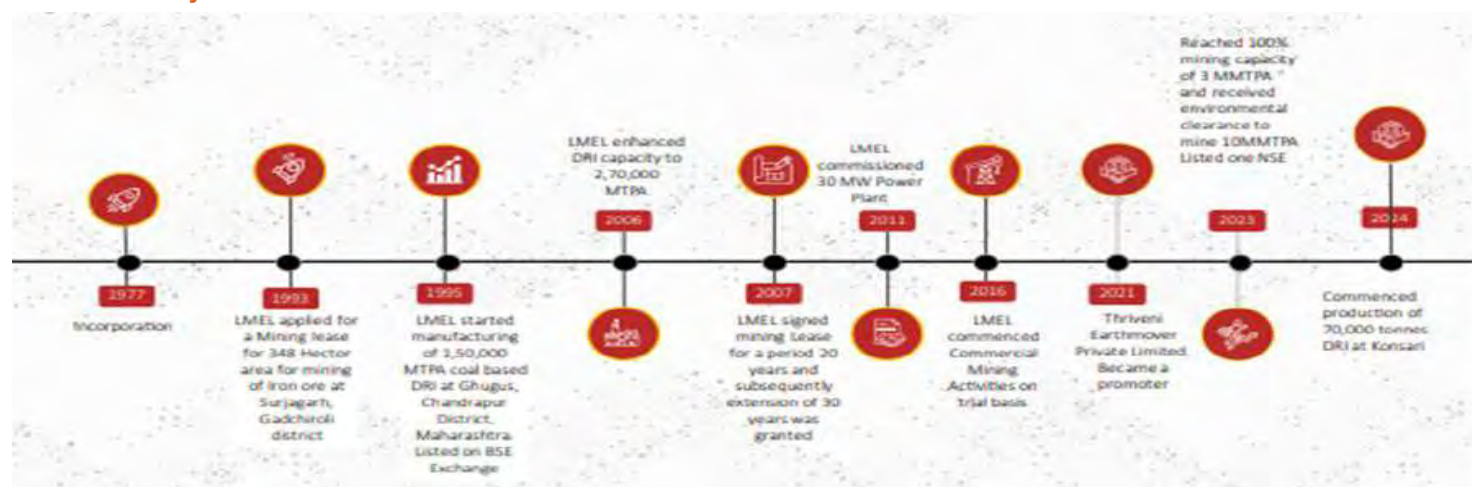 1977
Incorporation
1993
LMEL applied for
a Mining lease
for 348 Hector
area for mining
of Iron ore at
Surjagarh,
Gadchiroli
district
1995
LMEL started
manufacturing
of 1,50,000
MTPA coal based
DRI at Ghugus,
Chandrapur
District,
Maharashtra
Listed on BSE
Exchange
LMEL enhanced
DRI capacity to
2,70,000
MTPA
2006
2007
LMEL signed
mining Lease
for a period 20
years and
subsequently
extension of 30
years was
granted
LMEL
commissioned
30 MW Power
Plant
2011
2016
LMEL
commenced
Commercial
Mining
Activities on
trial basis
2021
Thriveni
Earthmover
Private Limited
Became a
promoter
Reached 100%
mining capacity
of 3 MMTPA
and received
environmental
clearance to
mine 10MMTPA
Listed one NSE
2023
2024
Commenced
production of
70,000 tonnes
DRI at Konsari